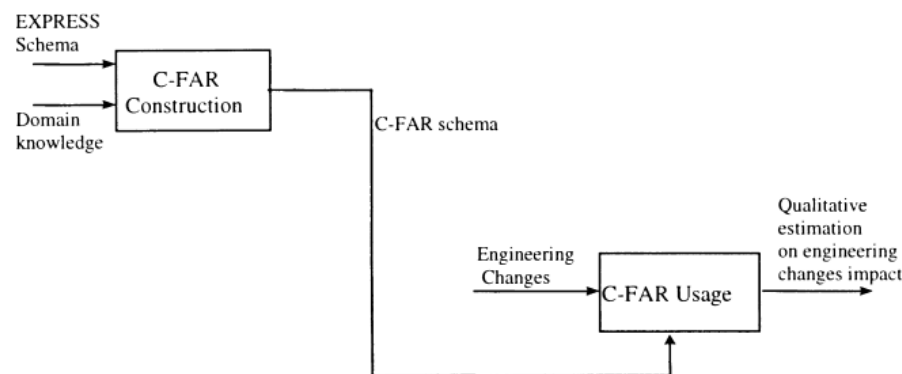 EXPRESS
Schema
C-FAR
Construction
Domain
knowledge
C-FAR schema
Engineering
Changes
C-FAR Usage
Qualitative
estimation
on engineering
changes impact